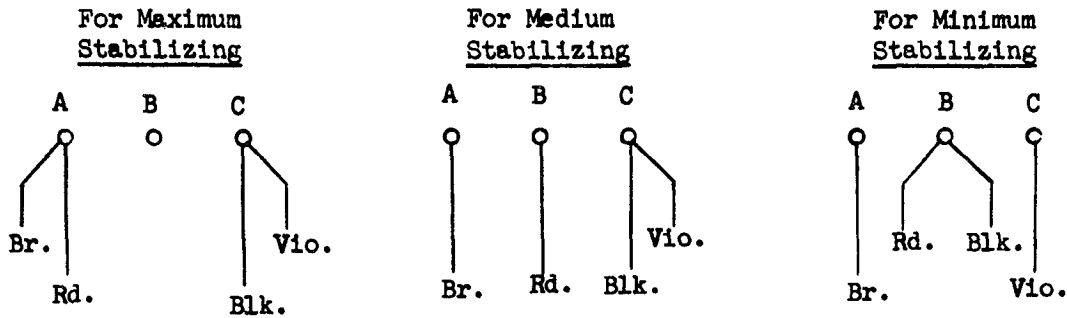 For Maximum
Stabilizing
A B C
Br.
Rd.
Vio.
Blk.
For Medium
Stabilizing
A B C
Br.
Rd.
Blk.
Vio.
For Minimum
Stabilizing
A B C
Rd. Blk.
Br.
Vio.